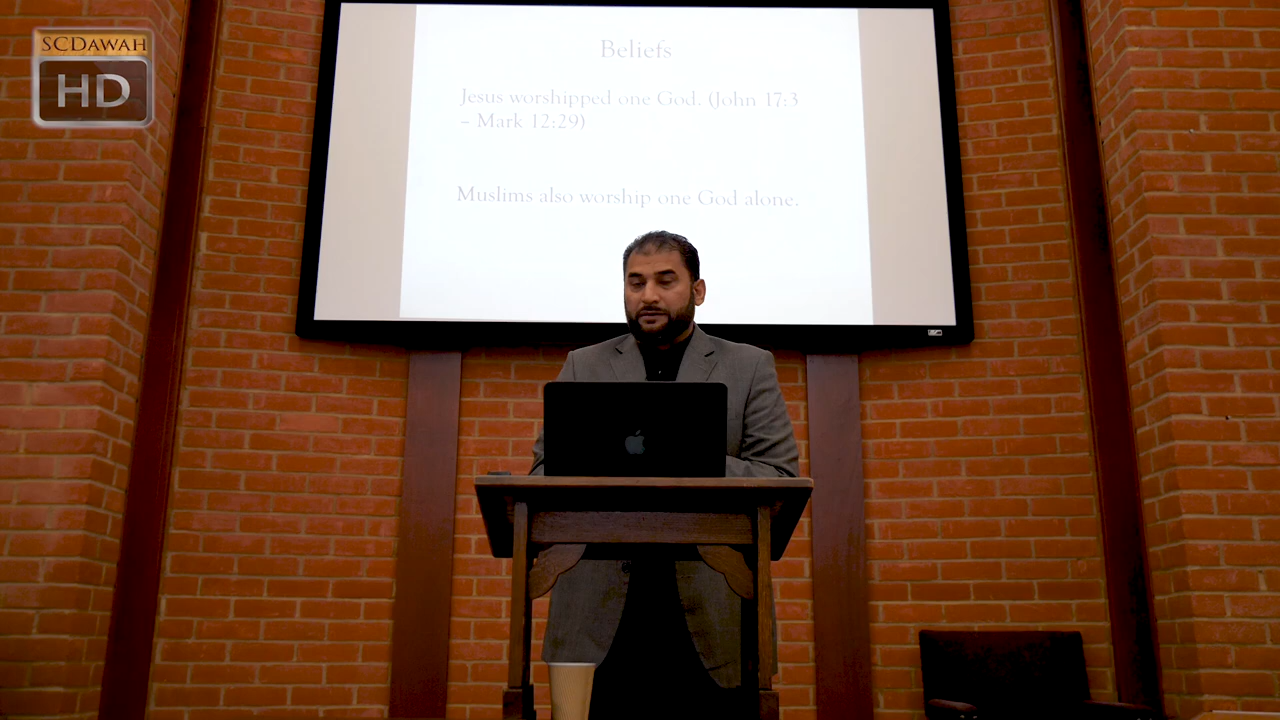 SCDAWAH
HD
Beliefs
Jesus worshipped one God. (John 17:3
– Mark 12:29)
Muslims also worship one God alone.